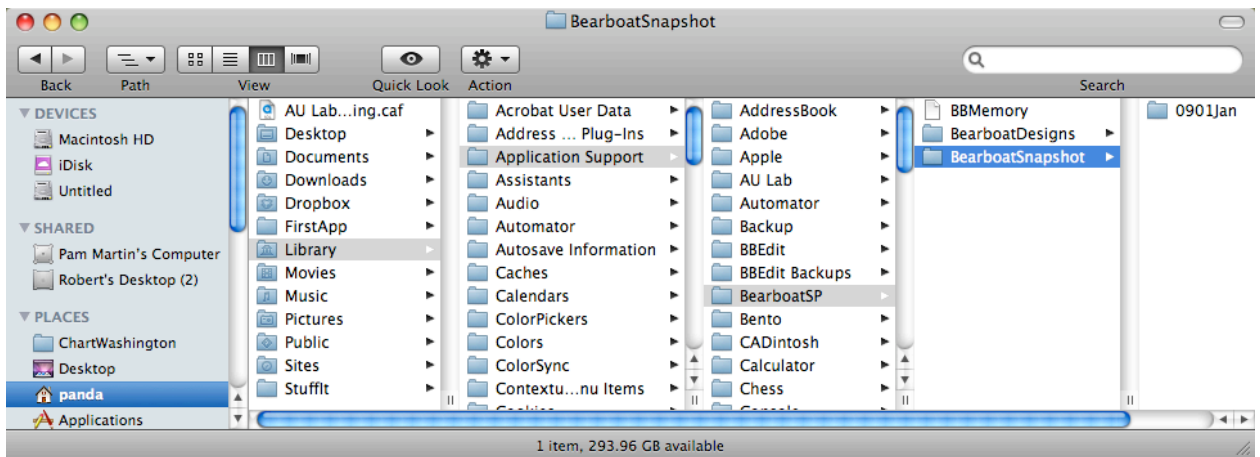 BearboatSnapshot
Back
Path
View
Quick Look
Action
Search
DEVICES
Macintosh HD
iDisk
Untitled
SHARED
Pam Martin's Computer
Robert's Desktop (2)
PLACES
ChartWashington
Desktop
panda
Applications
AU Lab...ing.caf
Desktop
Documents
Downloads
Dropbox
FirstApp
Library
Movies
Music
Pictures
Public
Sites
StuffIt
Acrobat User Data
Address ... Plug-Ins
Application Support
Assistants
Audio
Automator
Autosave Information
Caches
Calendars
ColorPickers
Colors
ColorSync
Contextu...nu Items
AddressBook
Adobe
Apple
AU Lab
Automator
Backup
BBEdit
BBEdit Backups
BearboatSP
Bento
CADintosh
Calculator
Chess
BBMemory
BearboatDesigns
BearboatSnapshot
0901Jan
1 item, 293.96 GB available